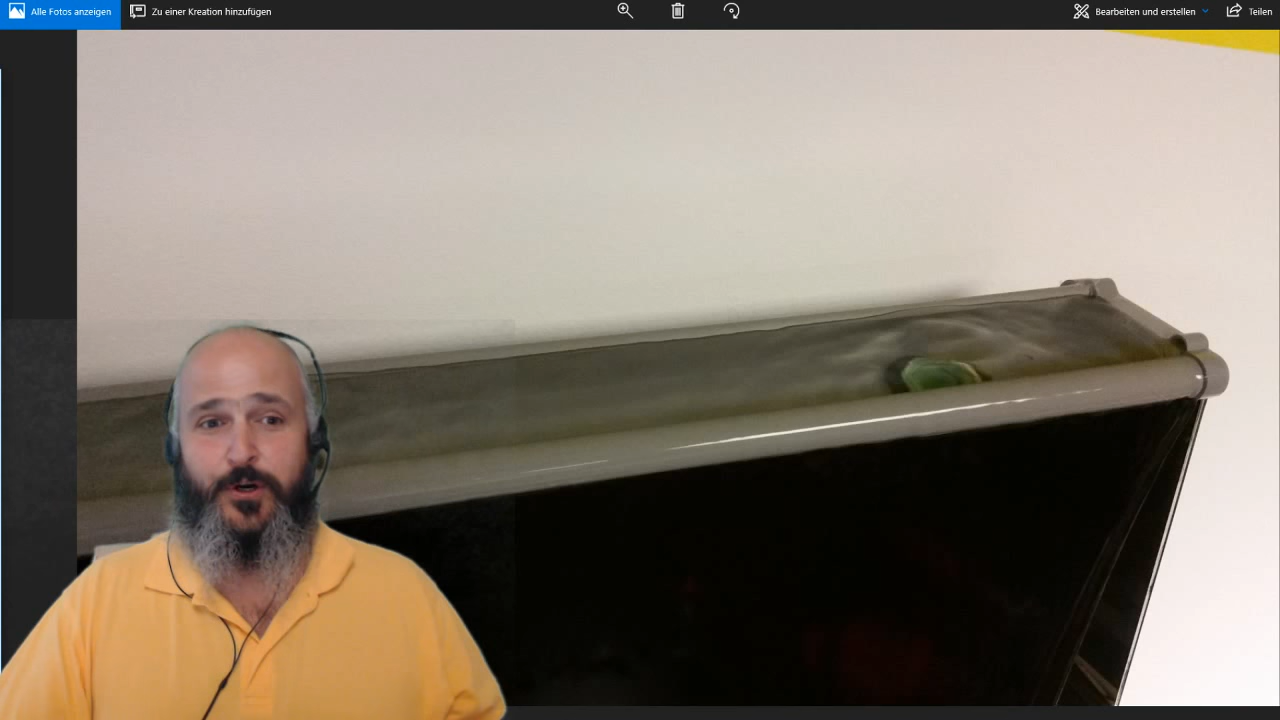 Alle Fotos anzeigen
Zu einer Kreation hinzufügen
Bearbeiten und erstellen
Teilen